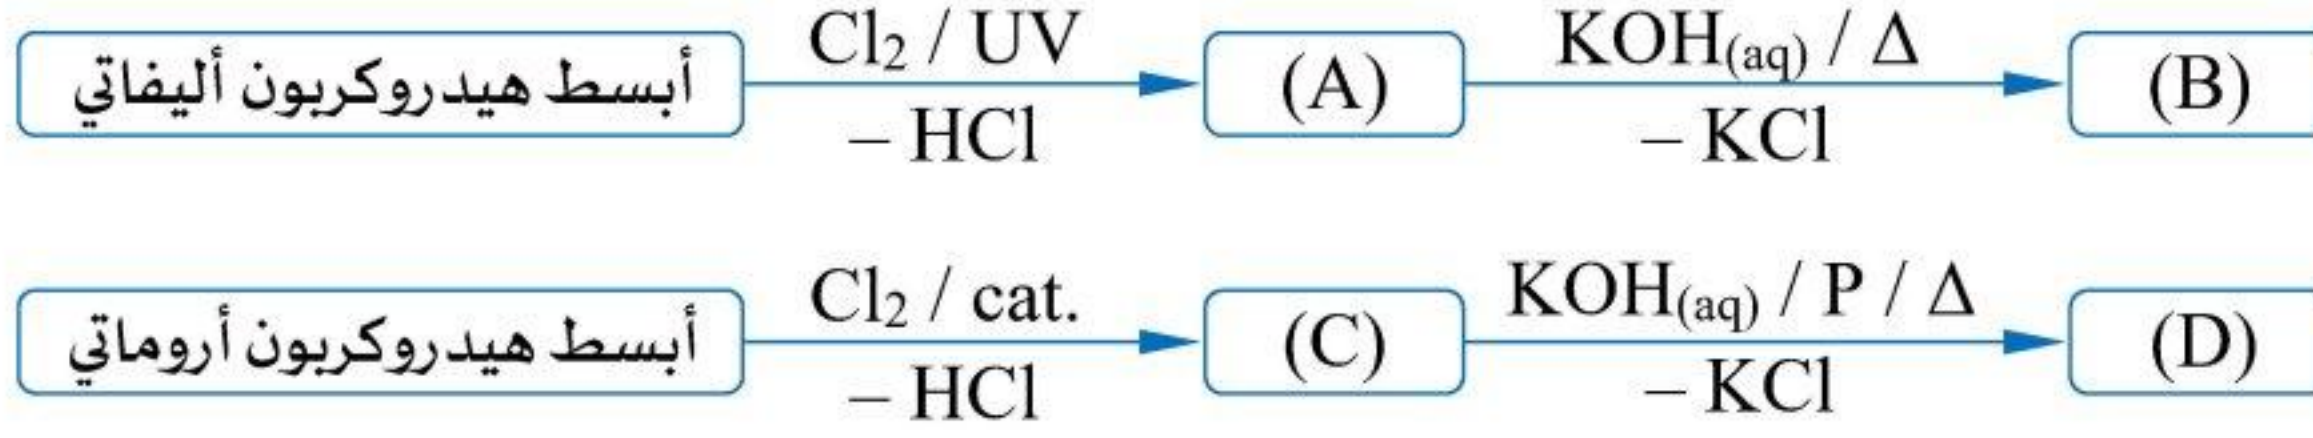 أبسط هيدروكربون أليفاتي Cl₂ / UV – HCl (A) KOH(aq) / Δ – KCl (B)
أبسط هيدروكربون أروماتي Cl₂ / cat. – HCl (C) KOH(aq) / P / Δ – KCl (D)